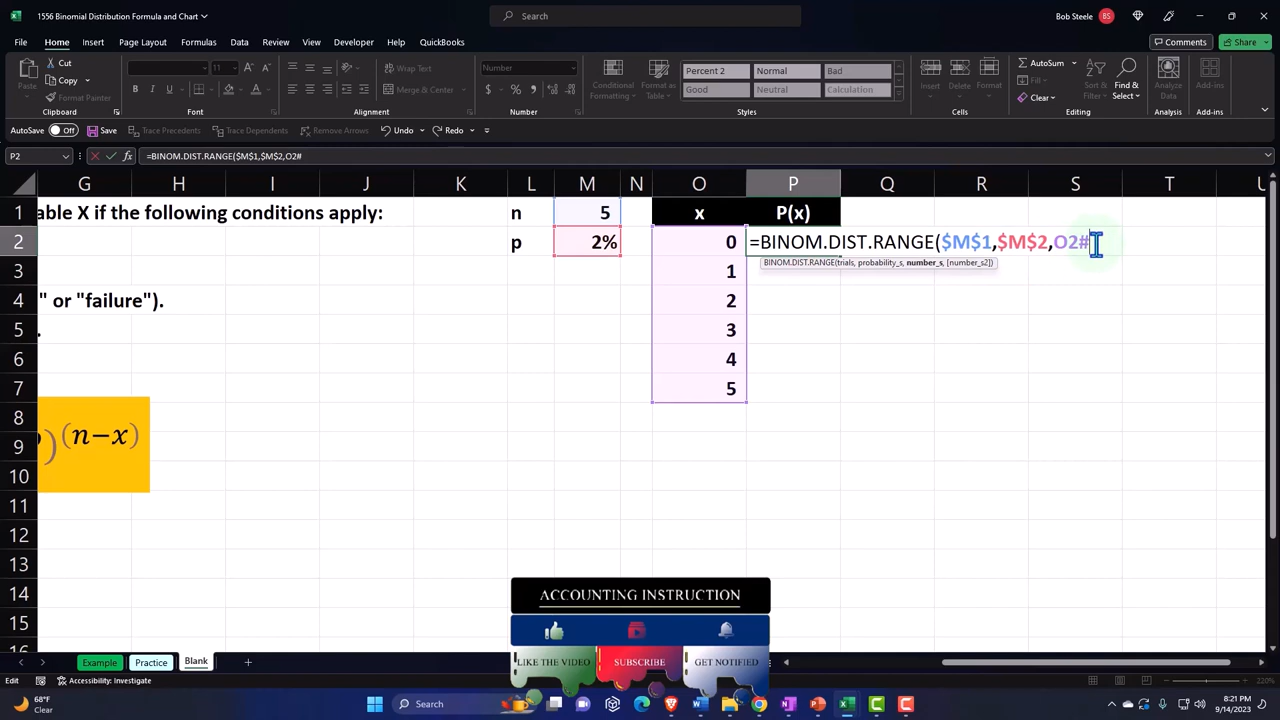 1556 Binomial Distribution Formula and Chart
Search
Bob Steele BS
File Home Insert Page Layout Formulas Data Review View Developer Help QuickBooks
Comments Share
Cut
Copy
Format Painter
Paste
11
Wrap Text
Merge & Center
Number
Conditional Formatting
Format as Table
Percent 2 Normal Bad
Good Neutral Calculation
Insert Delete Format
AutoSum
Fill
Clear
Sort & Filter
Find & Select
Analyze Data
Add-ins
Clipboard Font Alignment Number Styles Cells Editing Analysis Add-ins
AutoSave Off Save Trace Precedents Trace Dependents Remove Arrows Undo Redo
P2 =BINOM.DIST.RANGE($M$1,$M$2,O2#
G H I J K L M N O P Q R S T U
1 able X if the following conditions apply: n 5 x P(x)
2 p 2% 0 =BINOM.DIST.RANGE($M$1,$M$2,O2#
BINOM.DIST.RANGE(trials, probability_s, number_s, [number_s2])
3 1
4 " or "failure"). 2
5 . 3
6 4
7 5
8
9 )(n−x)
10
11
12
13
14
15
16
ACCOUNTING INSTRUCTION
LIKE THE VIDEO SUBSCRIBE GET NOTIFIED
Example Practice Blank
Edit Accessibility: Investigate 220%
68°F
Clear
Search
8:21 PM
9/14/2023